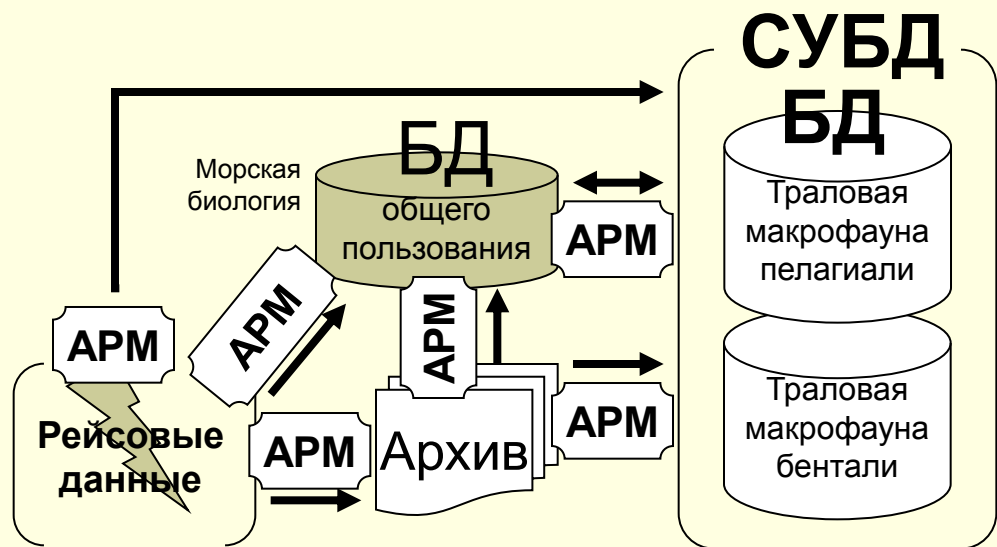 СУБД
БД
БД
Морская
биология
общего
пользования
Траловая
макрофауна
пелагиали
АРМ
АРМ
АРМ
АРМ
Рейсовые
данные
АРМ
Архив
АРМ
Траловая
макрофауна
бентали